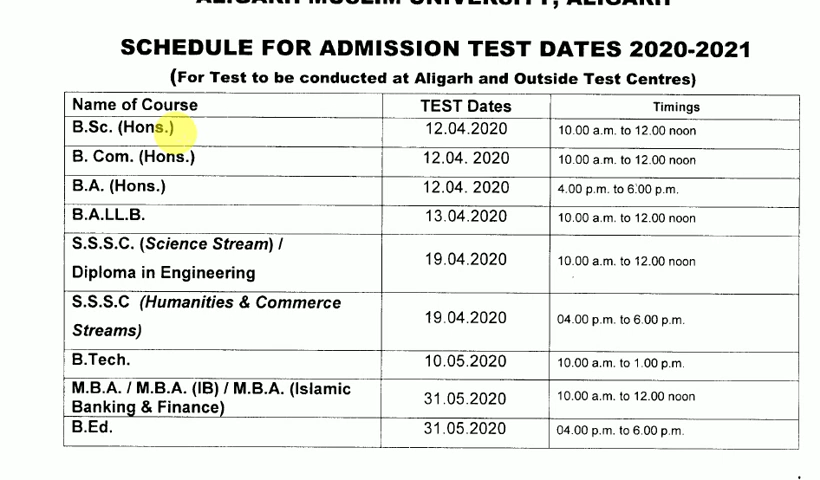 ALIGARH MUSLIM UNIVERSITY, ALIGARH
SCHEDULE FOR ADMISSION TEST DATES 2020-2021
(For Test to be conducted at Aligarh and Outside Test Centres)
Name of Course TEST Dates Timings
B.Sc. (Hons.) 12.04.2020 10.00 a.m. to 12.00 noon
B. Com. (Hons.) 12.04. 2020 10.00 a.m. to 12.00 noon
B.A. (Hons.) 12.04. 2020 4.00 p.m. to 6:00 p.m.
B.A.LL.B. 13.04.2020 10.00 a.m. to 12.00 noon
S.S.S.C. (Science Stream) /
Diploma in Engineering 19.04.2020 10.00 a.m. to 12.00 noon
S.S.S.C (Humanities & Commerce
Streams) 19.04.2020 04.00 p.m. to 6.00 p.m.
B.Tech. 10.05.2020 10.00 a.m. to 1.00 p.m.
M.B.A. / M.B.A. (IB) / M.B.A. (Islamic
Banking & Finance) 31.05.2020 10.00 a.m. to 12.00 noon
B.Ed. 31.05.2020 04.00 p.m. to 6.00 p.m.